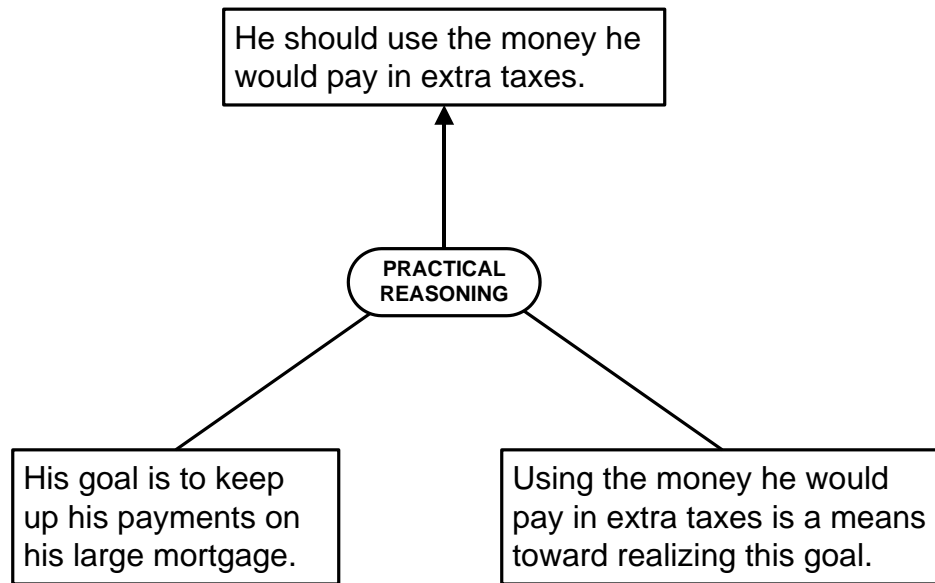 He should use the money he
would pay in extra taxes.
PRACTICAL
REASONING
His goal is to keep
up his payments on
his large mortgage.
Using the money he would
pay in extra taxes is a means
toward realizing this goal.